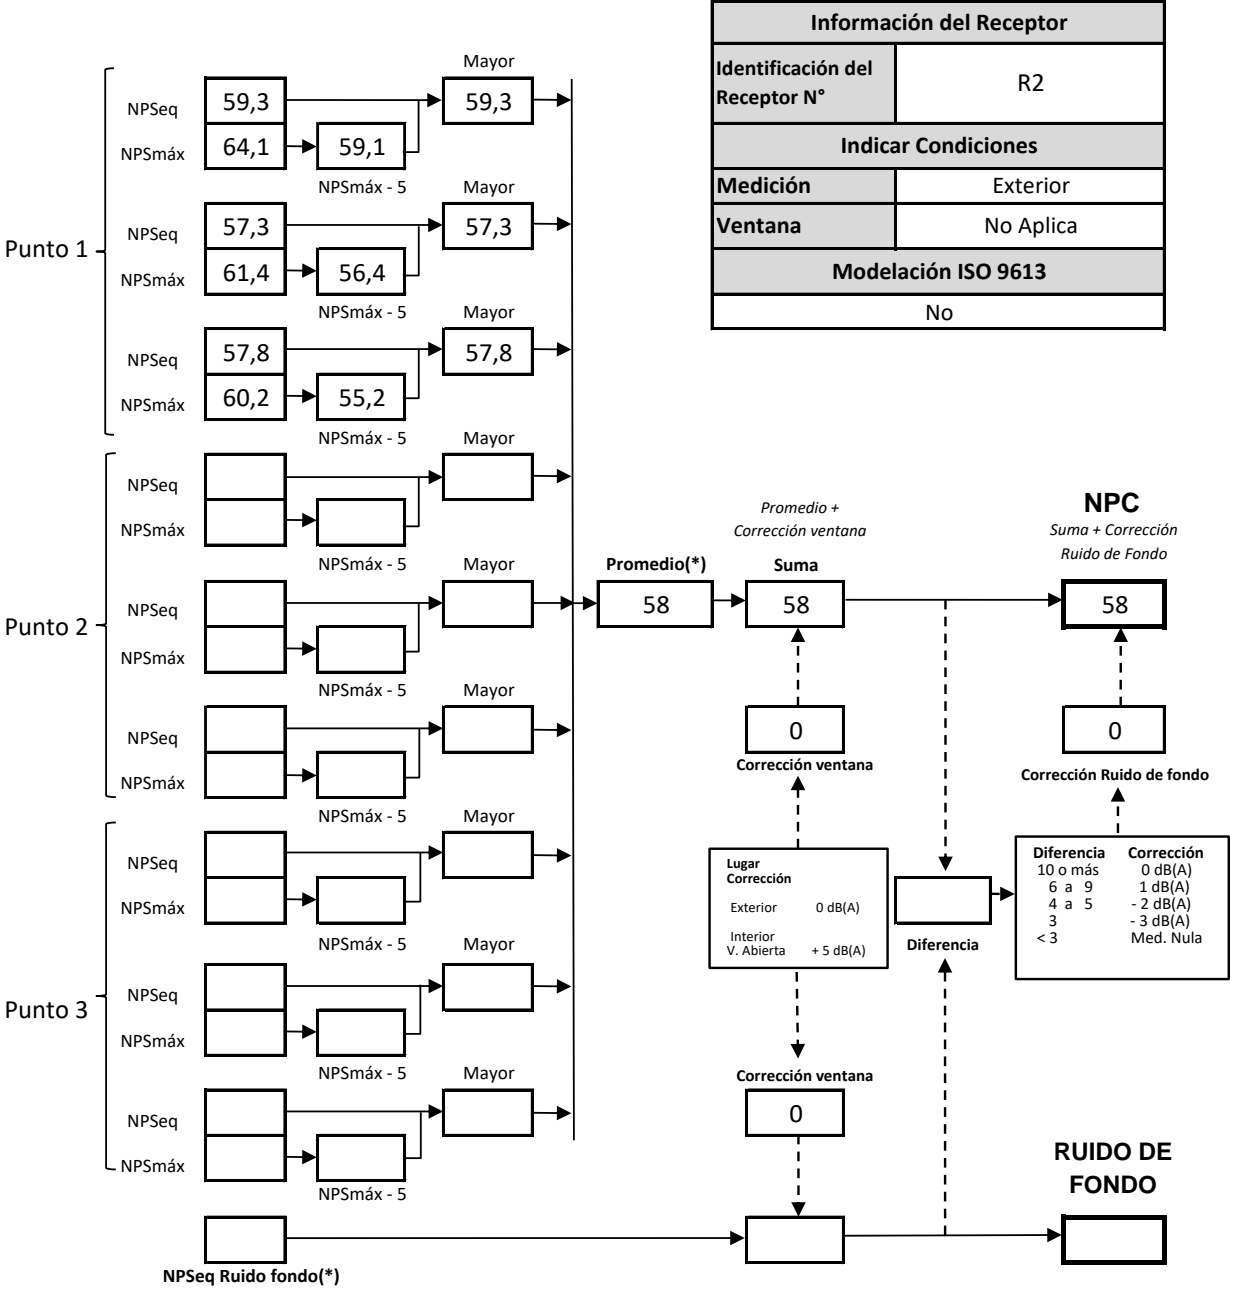 Información del Receptor
Identificación del
Receptor N°
R2
Indicar Condiciones
Medición
Exterior
Ventana
No Aplica
Modelación ISO 9613
No
Punto 1
NPSeq
59,3
Mayor
59,3
NPSmáx
64,1
59,1
NPSmáx - 5
NPSeq
57,3
Mayor
57,3
NPSmáx
61,4
56,4
NPSmáx - 5
NPSeq
57,8
Mayor
57,8
NPSmáx
60,2
55,2
NPSmáx - 5
Punto 2
NPSeq
Mayor
NPSmáx
NPSmáx - 5
NPSeq
Mayor
NPSmáx
NPSmáx - 5
NPSeq
Mayor
NPSmáx
NPSmáx - 5
Punto 3
NPSeq
Mayor
NPSmáx
NPSmáx - 5
NPSeq
Mayor
NPSmáx
NPSmáx - 5
NPSeq
Mayor
NPSmáx
NPSmáx - 5
NPSeq Ruido fondo(*)
Promedio(*)
58
Promedio +
Corrección ventana
Suma
58
0
Corrección ventana
Lugar
Corrección
Exterior 0 dB(A)
Interior
V. Abierta + 5 dB(A)
Corrección ventana
0
Diferencia
NPC
Suma + Corrección
Ruido de Fondo
58
0
Corrección Ruido de fondo
Diferencia Corrección
10 o más 0 dB(A)
6 a 9 1 dB(A)
4 a 5 - 2 dB(A)
3 - 3 dB(A)
< 3 Med. Nula
RUIDO DE
FONDO